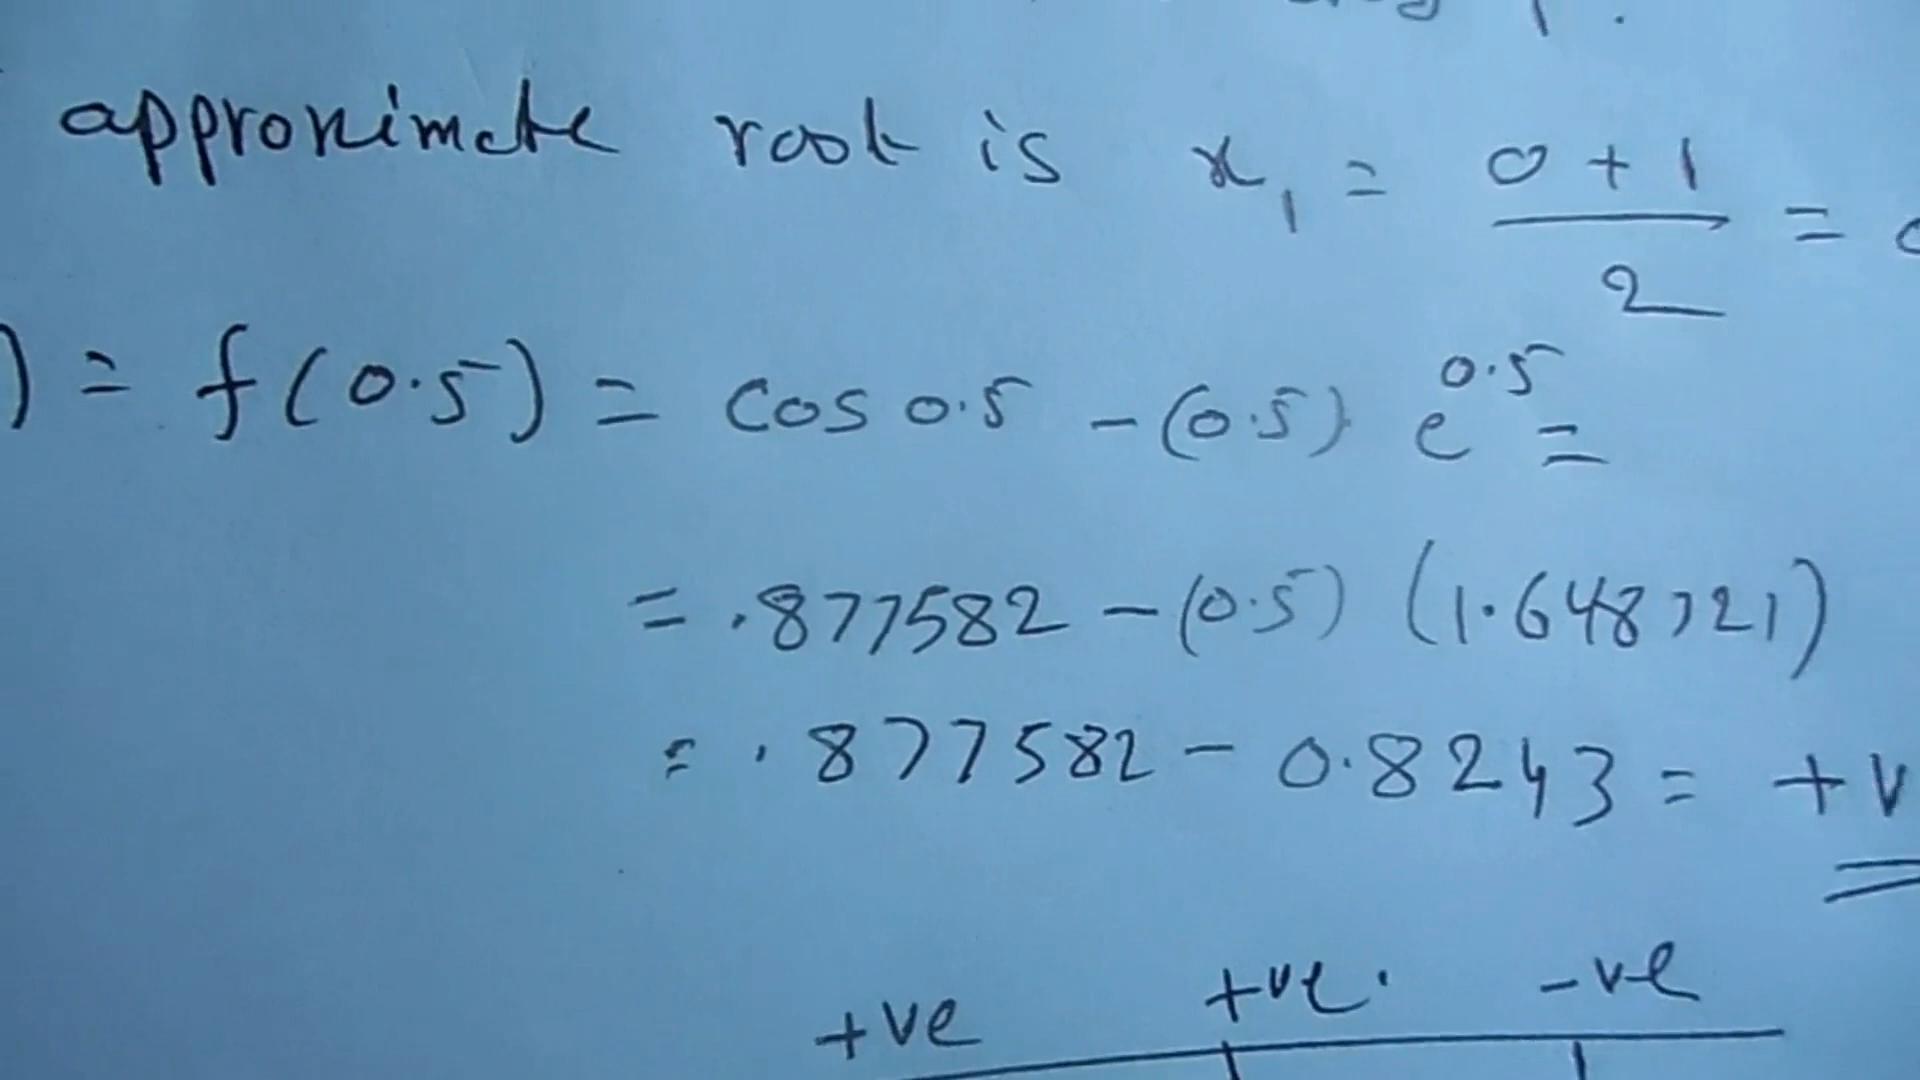 approximate root is x₁ = 0 + 1 / 2 =
) = f(0.5) = cos 0.5 - (0.5) e^0.5 =
= .877582 - (0.5) (1.648721)
= .877582 - 0.8243 = +v
+ve +ve. -ve